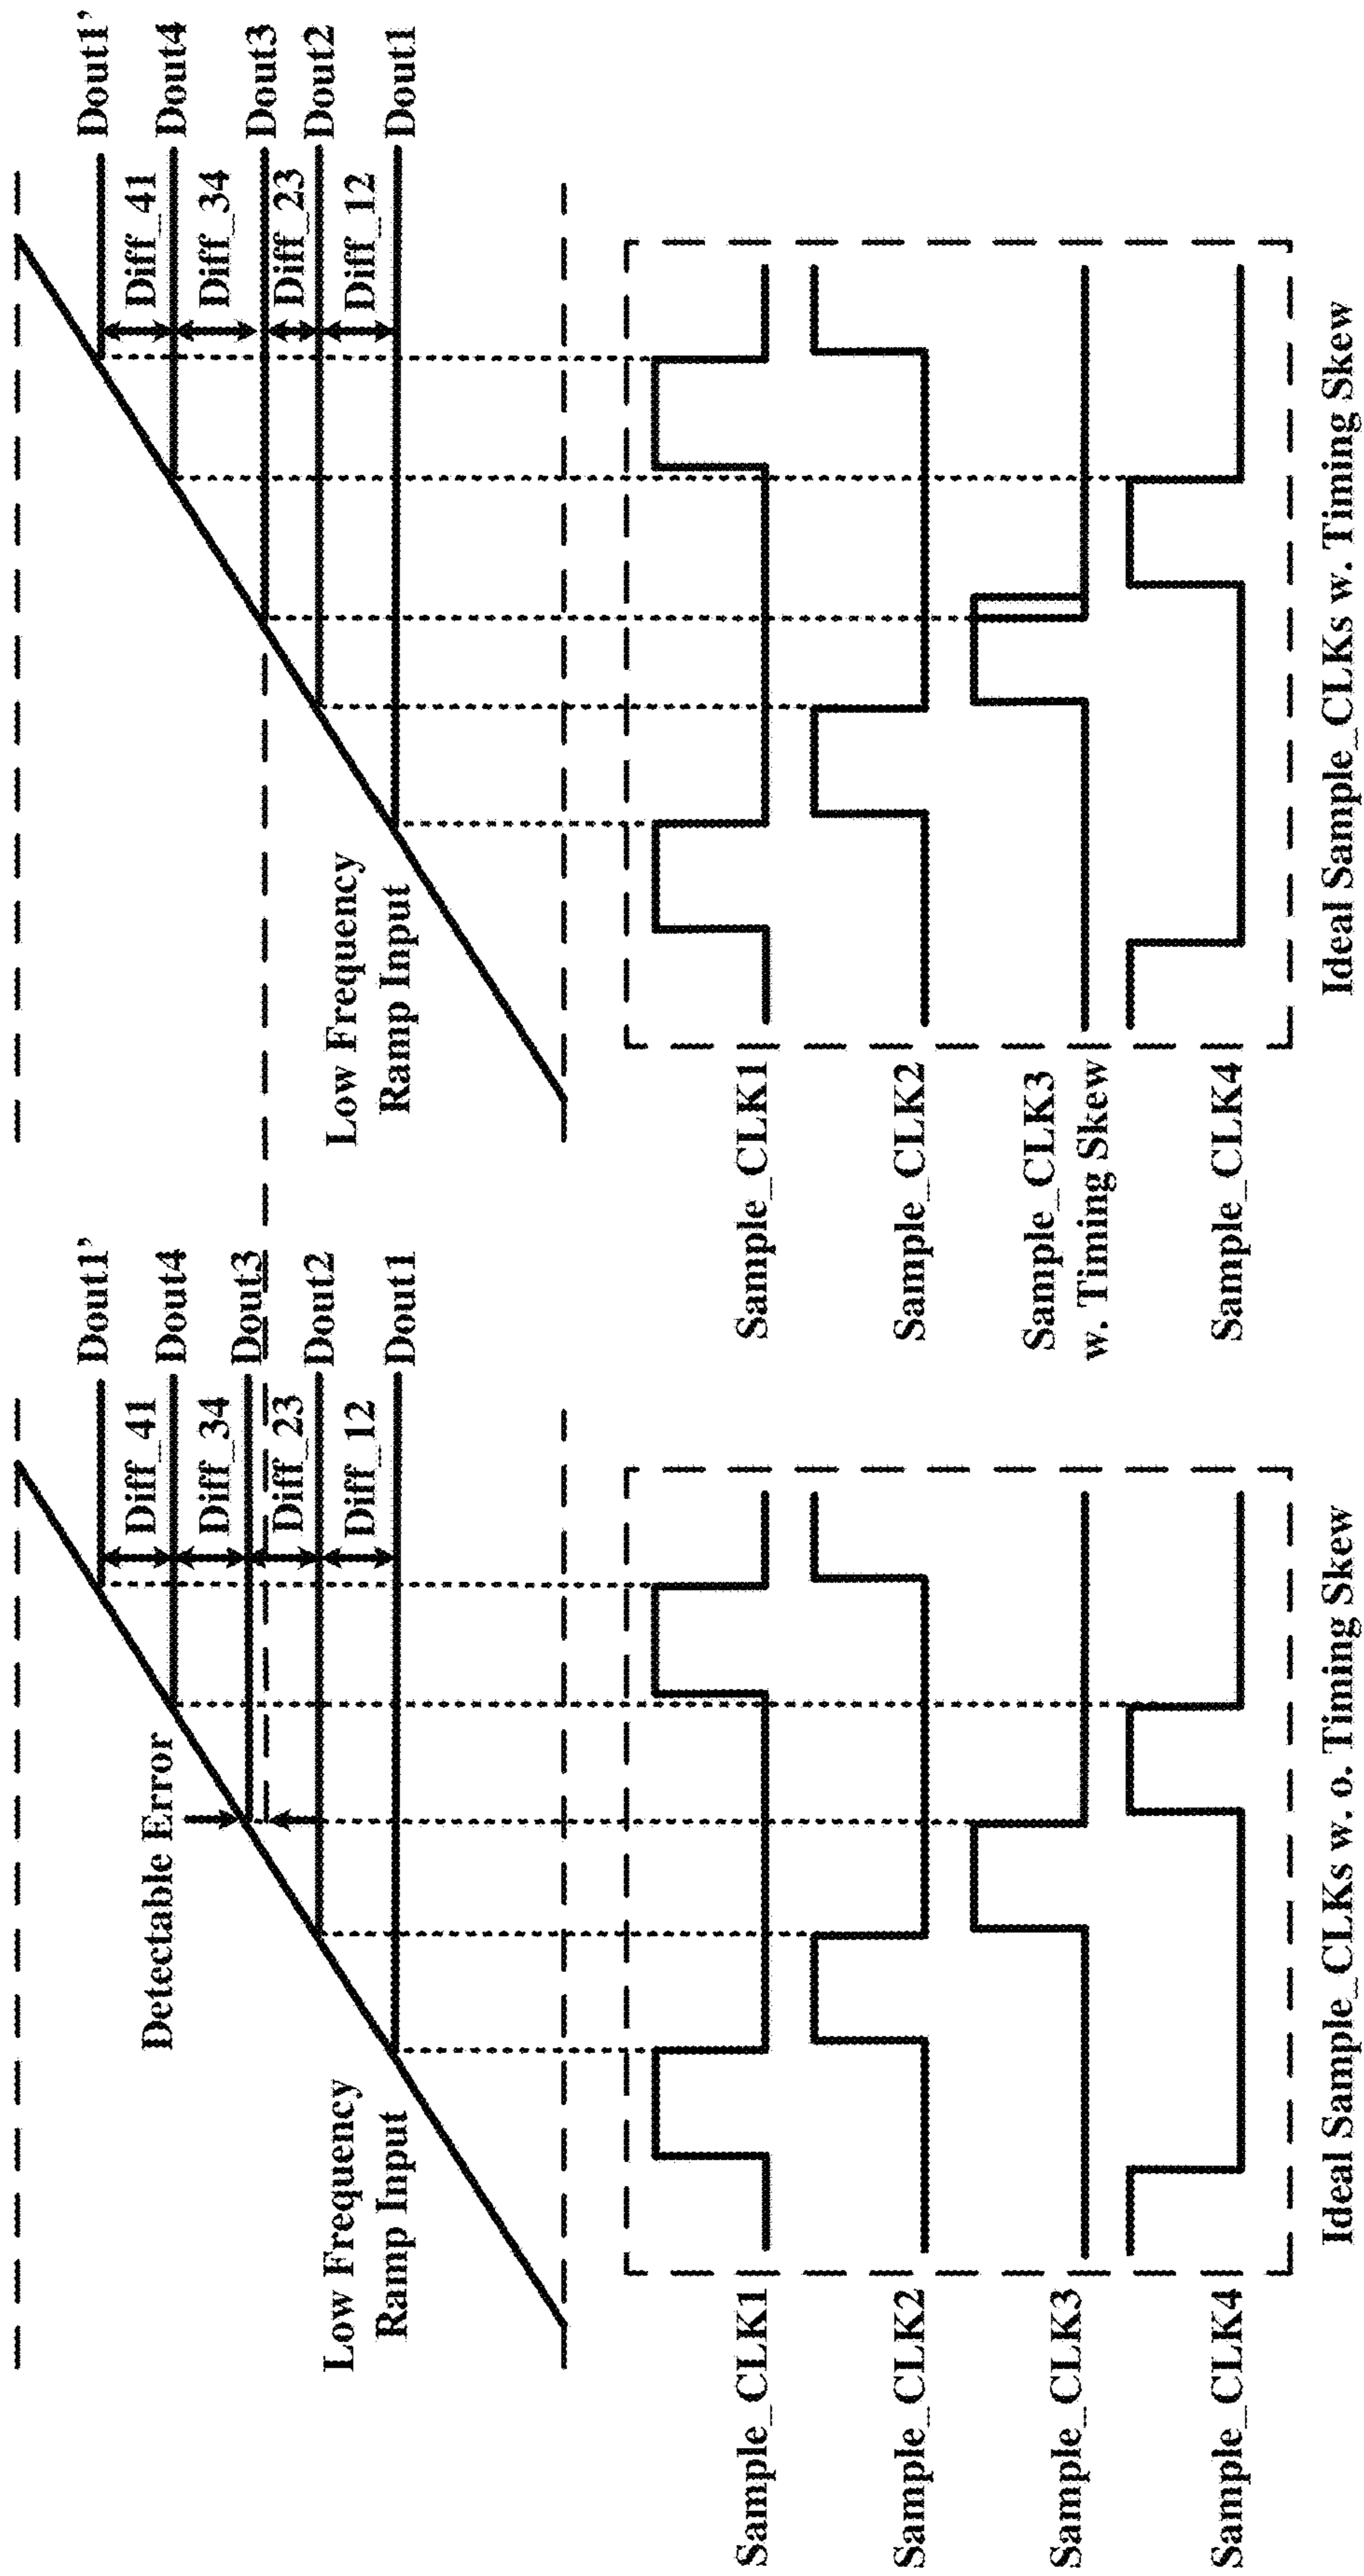 Detectable Error
Low Frequency
Ramp Input
Diff_41
Diff_34
Diff_23
Diff_12
Dout1’
Dout4
Dout3
Dout2
Dout1
Sample_CLK1
Sample_CLK2
Sample_CLK3
Sample_CLK4
Ideal Sample_CLKs w. o. Timing Skew
Low Frequency
Ramp Input
Diff_41
Diff_34
Diff_23
Diff_12
Dout1’
Dout4
Dout3
Dout2
Dout1
Sample_CLK1
Sample_CLK2
Sample_CLK3
w. Timing Skew
Sample_CLK4
Ideal Sample_CLKs w. Timing Skew